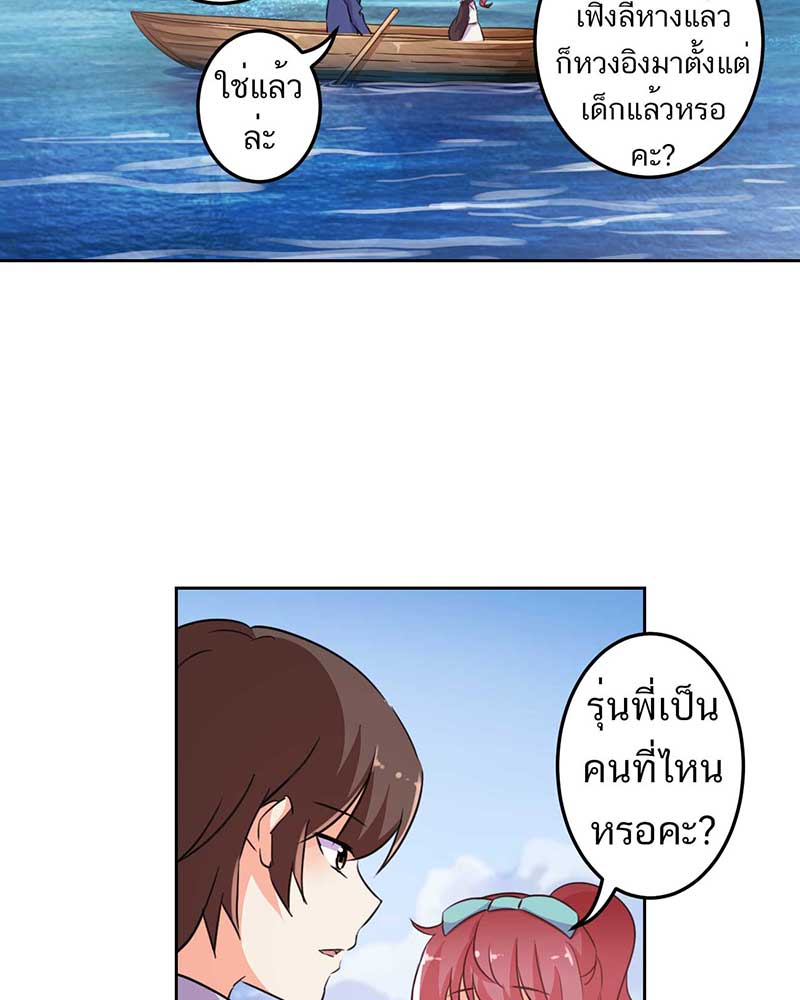 เฟิงลี่หางแล้ว
ก็หวงอิงมาตั้งแต่
เด็กแล้วหรอ
คะ?
ใช่แล้ว
ล่ะ
รุ่นพี่เป็น
คนที่ไหน
หรอคะ?